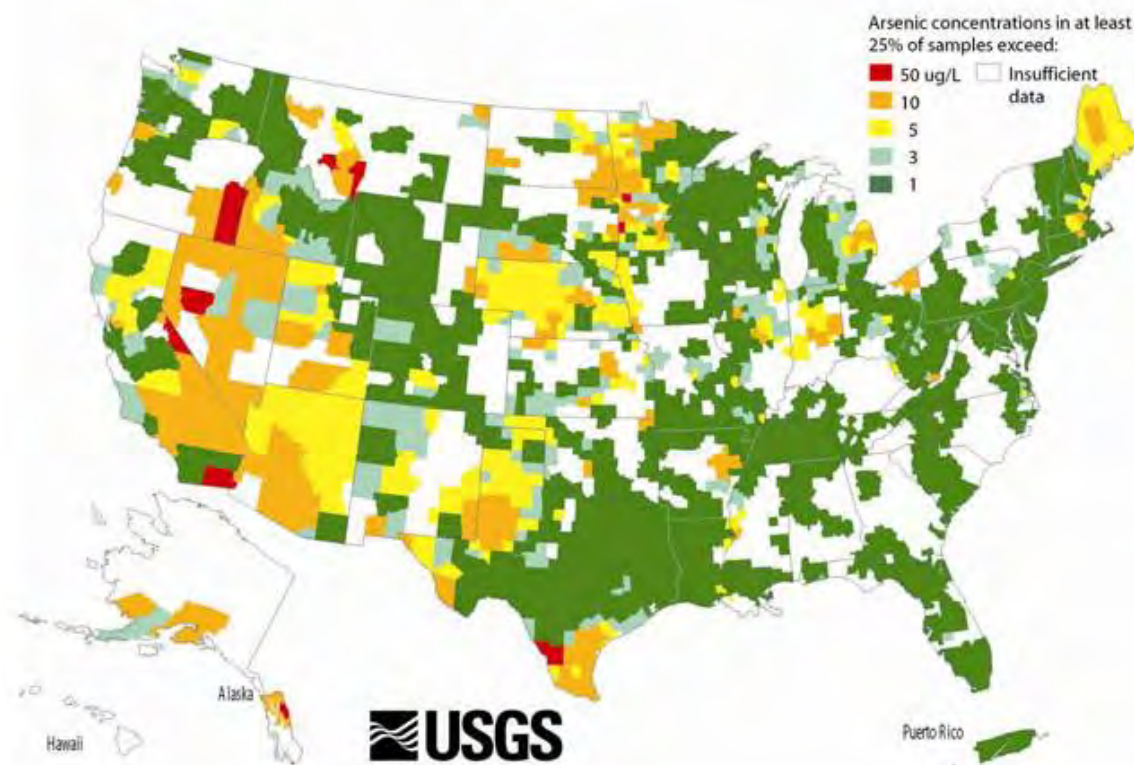 Arsenic concentrations in at least
25% of samples exceed:
50 ug/L Insufficient
10 data
5
3
1
Alaska
Hawaii
USGS
Puerto Rico